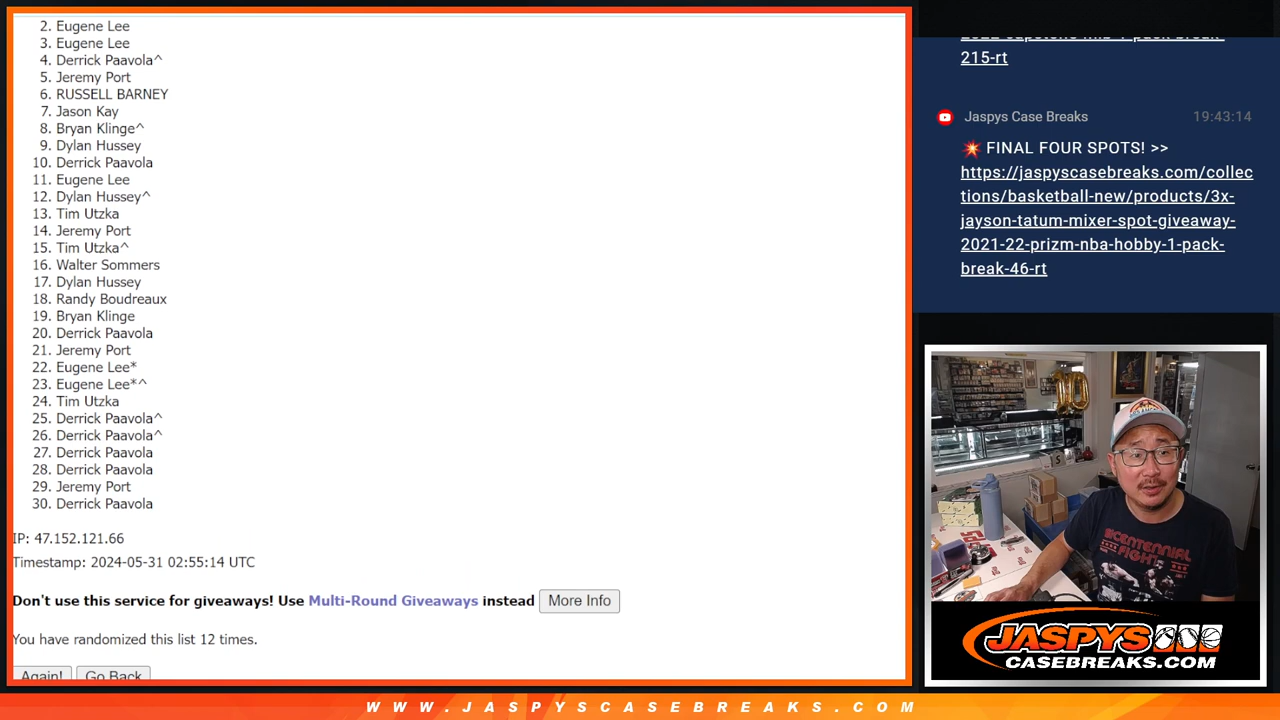 2. Eugene Lee
3. Eugene Lee
4. Derrick Paavola^
5. Jeremy Port
6. RUSSELL BARNEY
7. Jason Kay
8. Bryan Klinge^
9. Dylan Hussey
10. Derrick Paavola
11. Eugene Lee
12. Dylan Hussey^
13. Tim Utzka
14. Jeremy Port
15. Tim Utzka^
16. Walter Sommers
17. Dylan Hussey
18. Randy Boudreaux
19. Bryan Klinge
20. Derrick Paavola
21. Jeremy Port
22. Eugene Lee*
23. Eugene Lee*^
24. Tim Utzka
25. Derrick Paavola^
26. Derrick Paavola^
27. Derrick Paavola
28. Derrick Paavola
29. Jeremy Port
30. Derrick Paavola
IP: 47.152.121.66
Timestamp: 2024-05-31 02:55:14 UTC
Don't use this service for giveaways! Use Multi-Round Giveaways instead More Info
You have randomized this list 12 times.
Again! Go Back
215-rt
Jaspys Case Breaks 19:43:14
💥 FINAL FOUR SPOTS! >>
https://jaspyscasebreaks.com/collec
tions/basketball-new/products/3x-
jayson-tatum-mixer-spot-giveaway-
2021-22-prizm-nba-hobby-1-pack-
break-46-rt
BICENTENNIAL
FIGHT
JASPYS
CASEBREAKS.COM
WWW.JASPYSCASEBREAKS.COM